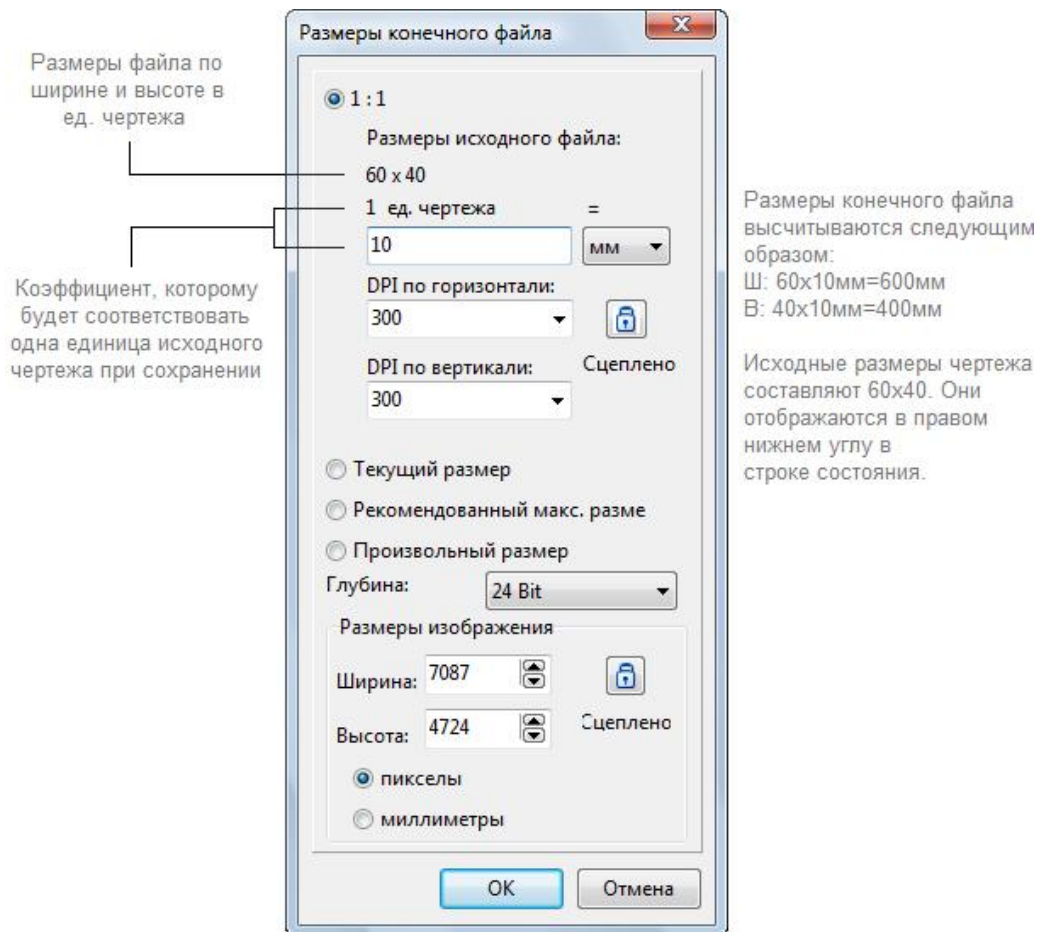 Размеры конечного файла
Размеры файла по
ширине и высоте в
ед. чертежа
1 : 1
Размеры исходного файла:
60 x 40
1 ед. чертежа =
10 мм
Коэффициент, которому
будет соответствовать
одна единица исходного
чертежа при сохранении
DPI по горизонтали:
300
DPI по вертикали:
300
Сцеплено
Размеры конечного файла
высчитываются следующим
образом:
Ш: 60х10мм=600мм
В: 40х10мм=400мм
Исходные размеры чертежа
составляют 60х40. Они
отображаются в правом
нижнем углу в
строке состояния.
Текущий размер
Рекомендованный макс. разме
Произвольный размер
Глубина: 24 Bit
Размеры изображения
Ширина: 7087
Высота: 4724
Сцеплено
пикселы
миллиметры
OK Отмена